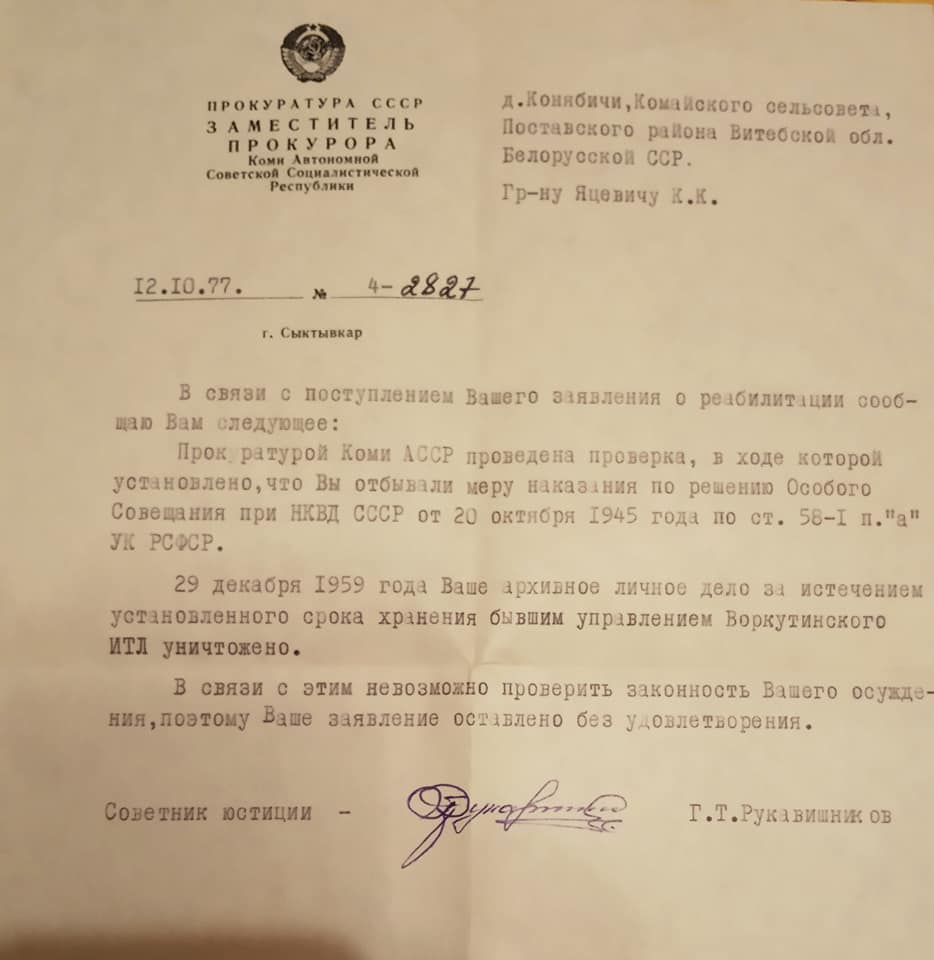 ПРОКУРАТУРА СССР
ЗАМЕСТИТЕЛЬ
ПРОКУРОРА
Коми Автономной
Советской Социалистической
Республики
д.Конябичи,Комайского сельсовета,
Поставского района Витебской обл.
Белорусской ССР.
Гр-ну Яцевичу К.К.
12.10.77. № 4-2827
г. Сыктывкар
В связи с поступлением Вашего заявления о реабилитации сооб-
щаю Вам следующее:
Прокуратурой Коми АССР проведена проверка, в ходе которой
установлено,что Вы отбывали меру наказания по решению Особого
Совещания при НКВД СССР от 20 октября 1945 года по ст. 58-I п."а"
УК РСФСР.
29 декабря 1959 года Ваше архивное личное дело за истечением
установленного срока хранения бывшим управлением Воркутинского
ИТЛ уничтожено.
В связи с этим невозможно проверить законность Вашего осужде-
ния,поэтому Ваше заявление оставлено без удовлетворения.
Советник юстиции - Г.Т.Рукавишников